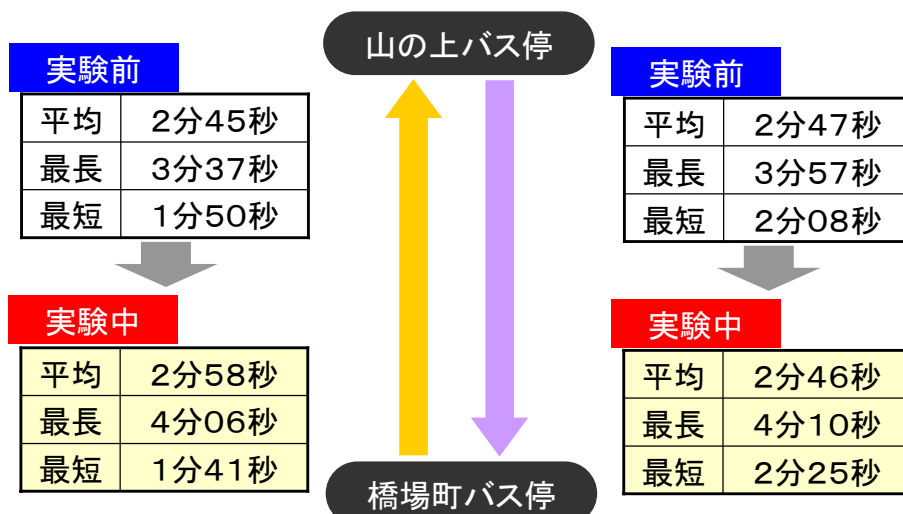 山の上バス停
実験前
平均 2分45秒
最長 3分37秒
最短 1分50秒
実験中
平均 2分58秒
最長 4分06秒
最短 1分41秒
実験前
平均 2分47秒
最長 3分57秒
最短 2分08秒
実験中
平均 2分46秒
最長 4分10秒
最短 2分25秒
橋場町バス停